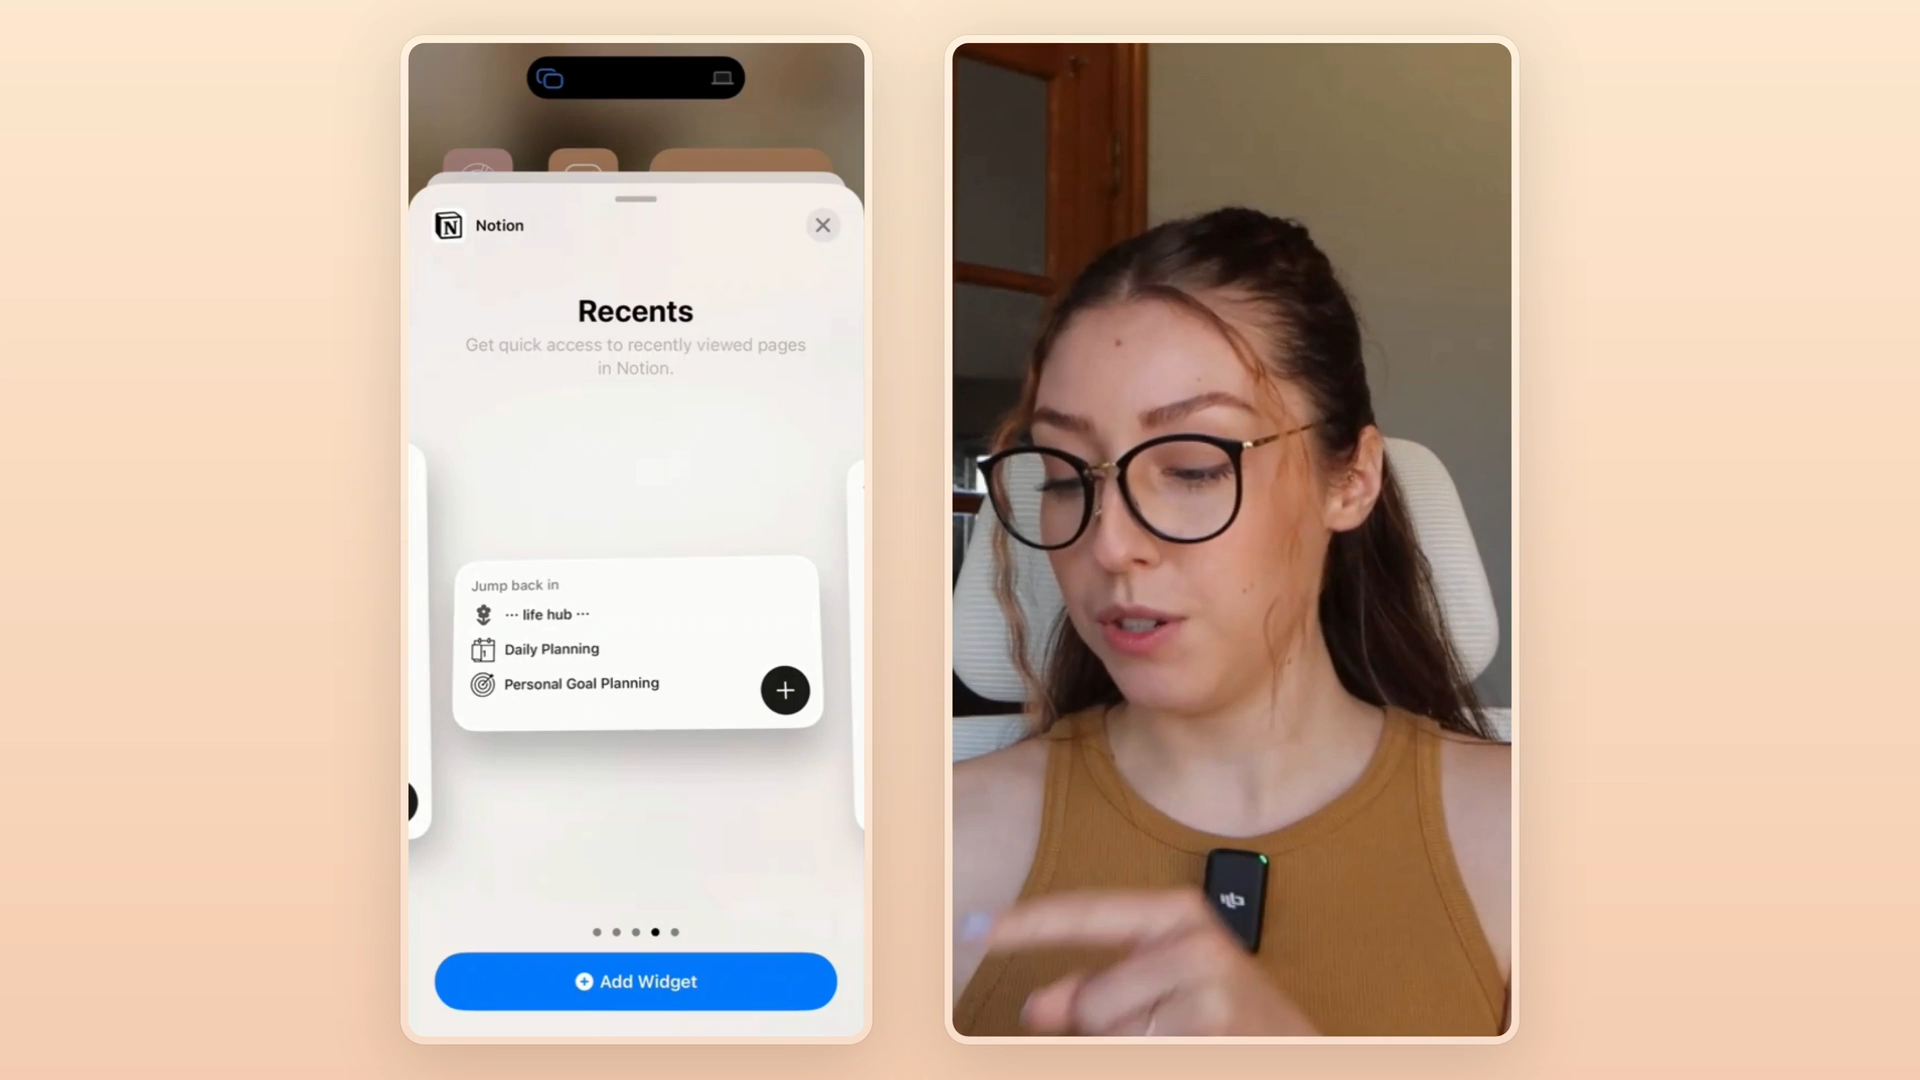 Notion
Recents
Get quick access to recently viewed pages
in Notion.
Jump back in
··· life hub ···
Daily Planning
Personal Goal Planning
Add Widget
dji